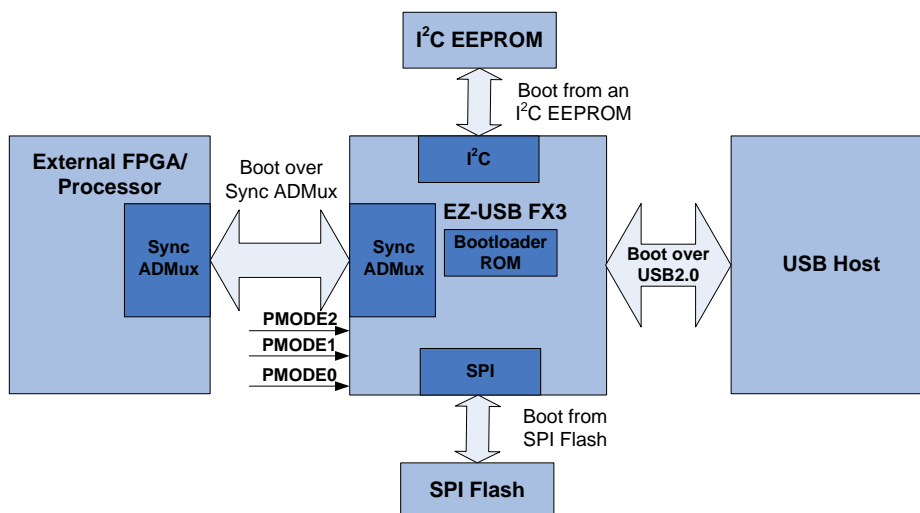 I²C EEPROM
Boot from an
I²C EEPROM
External FPGA/
Processor
Boot over
Sync ADMux
Sync
ADMux
I²C
EZ-USB FX3
Sync
ADMux
Bootloader
ROM
Boot over
USB2.0
USB Host
PMODE2
PMODE1
PMODE0
SPI
Boot from
SPI Flash
SPI Flash